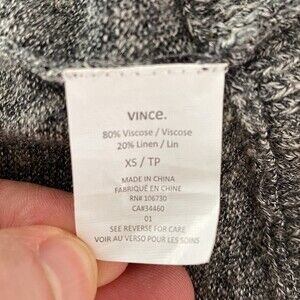 VINCE.
80% Viscose / Viscose
20% Linen / Lin
XS / TP
MADE IN CHINA
FABRIQUÉ EN CHINE
RN# 106730
CA#34460
01
SEE REVERSE FOR CARE
VOIR AU VERSO POUR LES SOINS